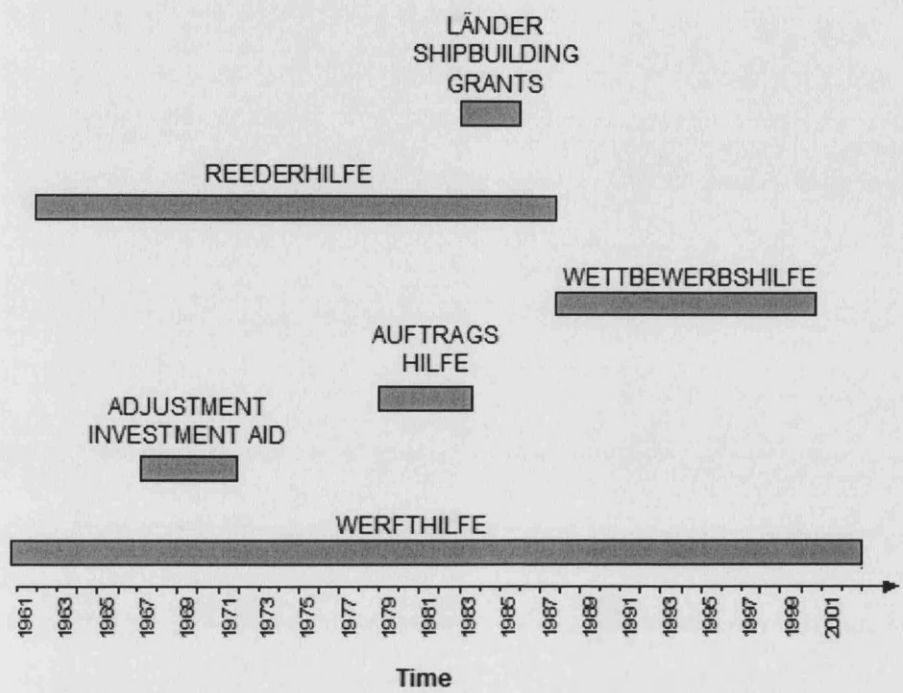 LÄNDER
SHIPBUILDING
GRANTS
REEDERHILFE
WETTBEWERBSHILFE
AUFTRAGS
HILFE
ADJUSTMENT
INVESTMENT AID
WERFTHILFE
1961
1963
1965
1967
1969
1971
1973
1975
1977
1979
1981
1983
1985
1987
1989
1991
1993
1995
1997
1999
2001
Time